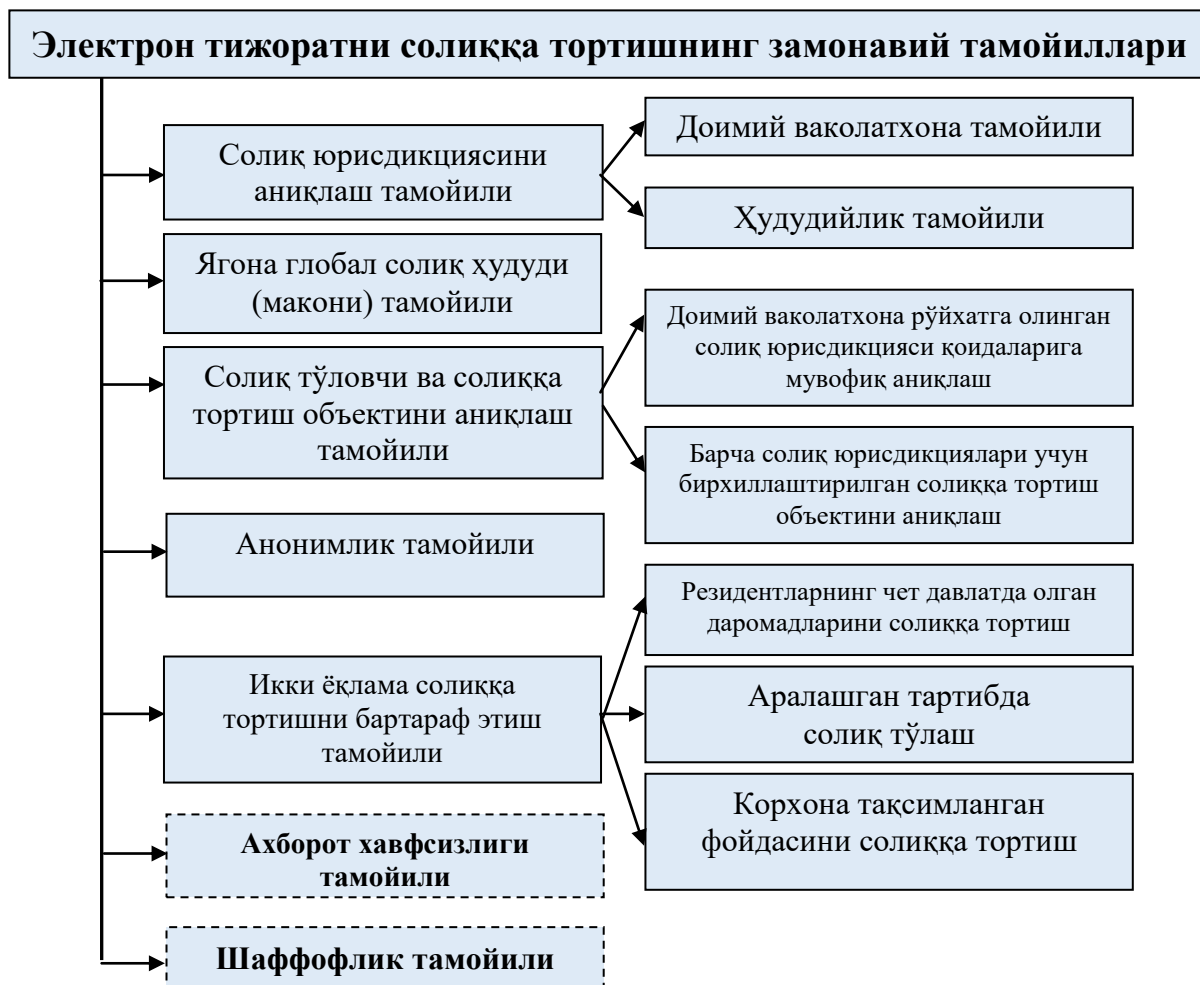 Электрон тижоратни солиққа тортишнинг замонавий тамойиллари
Солиқ юрисдикциясини
аниқлаш тамойили
Доимий ваколатхона тамойили
Ҳудудийлик тамойили
Ягона глобал солиқ ҳудуди
(макони) тамойили
Солиқ тўловчи ва солиққа
тортиш объектини аниқлаш
тамойили
Доимий ваколатхона рўйхатга олинган
солиқ юрисдикцияси қоидаларига
мувофиқ аниқлаш
Барча солиқ юрисдикциялари учун
бирхиллаштирилган солиққа тортиш
объектини аниқлаш
Анонимлик тамойили
Икки ёқлама солиққа
тортишни бартараф этиш
тамойили
Резидентларнинг чет давлатда олган
даромадларини солиққа тортиш
Аралашган тартибда
солиқ тўлаш
Корхона тақсимланган
фойдасини солиққа тортиш
Ахборот хавфсизлиги
тамойили
Шаффофлик тамойили